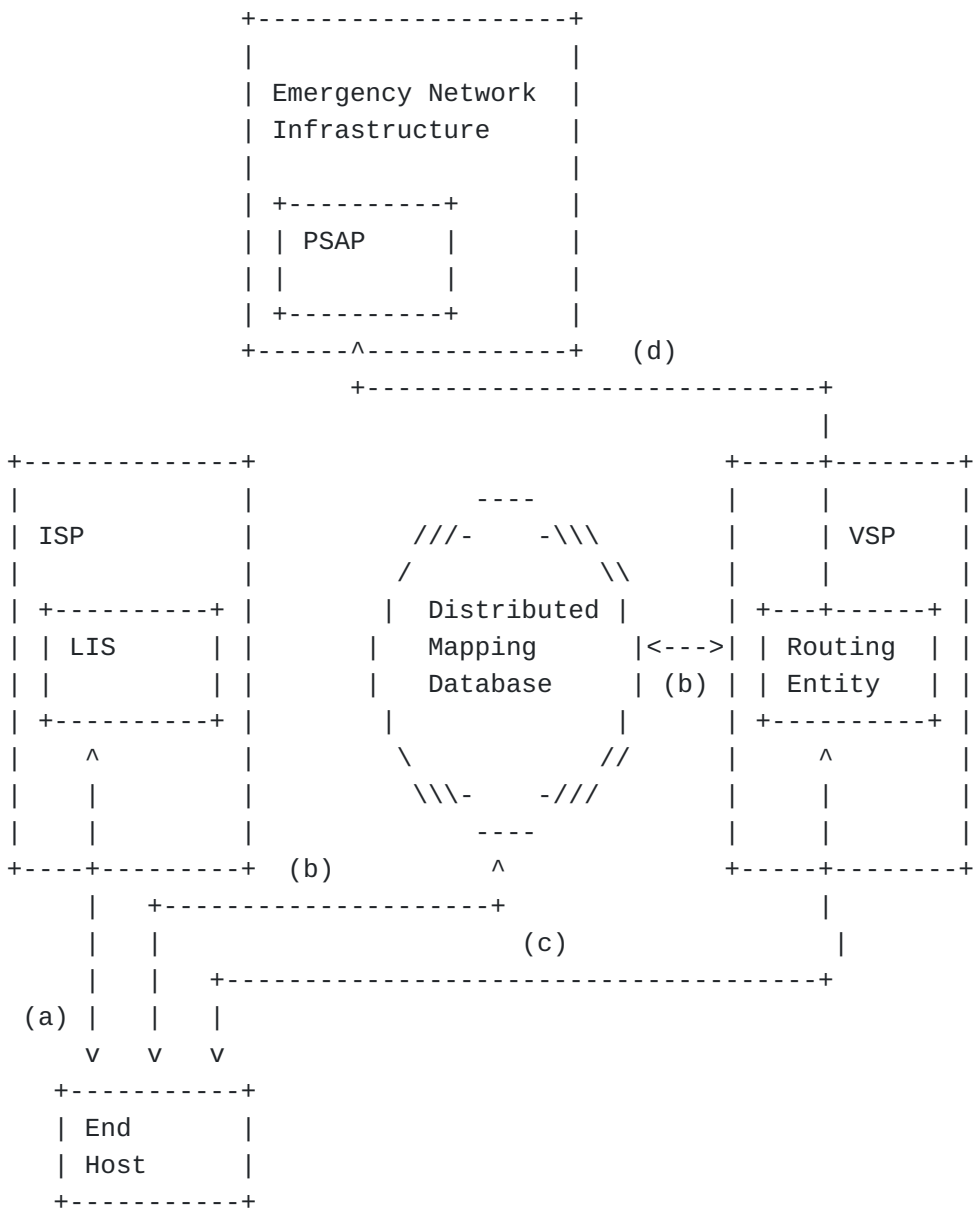 Emergency Network
Infrastructure
PSAP
(d)
ISP
VSP
Distributed
LIS
Mapping
<--->
Routing
Database
(b)
Entity
(b)
(c)
(a)
End
Host